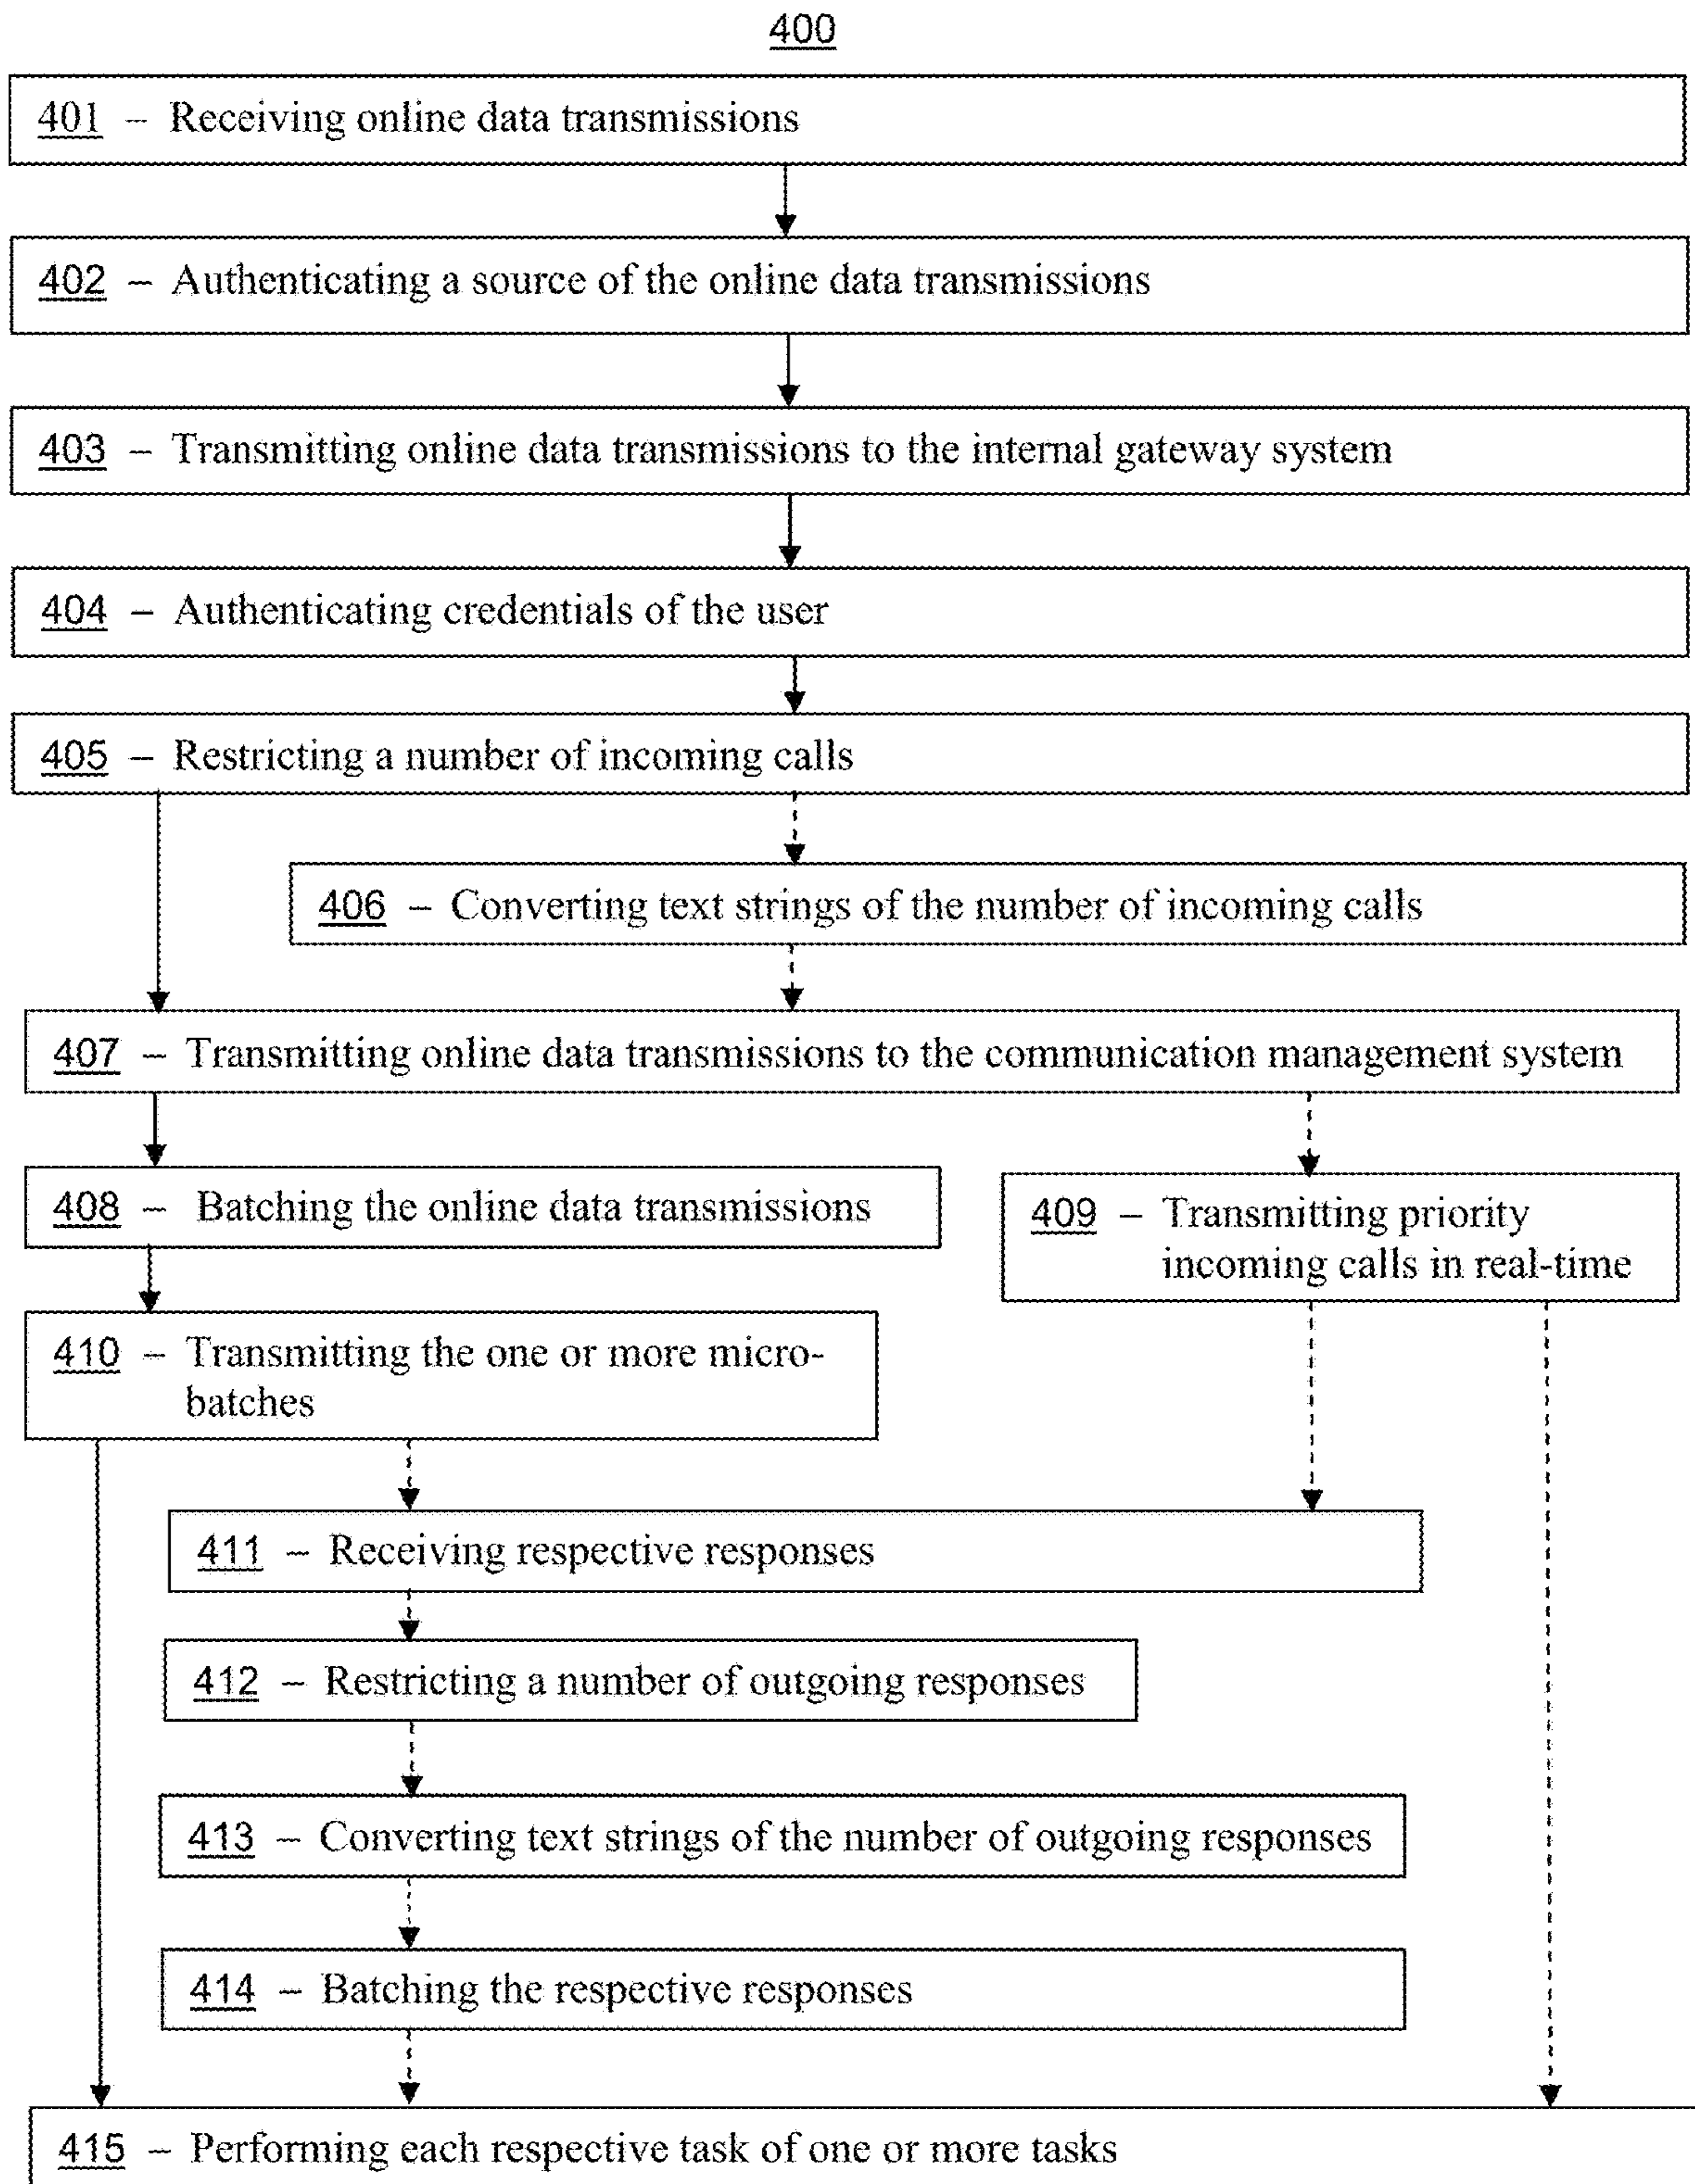 400
401 – Receiving online data transmissions
402 – Authenticating a source of the online data transmissions
403 – Transmitting online data transmissions to the internal gateway system
404 – Authenticating credentials of the user
405 – Restricting a number of incoming calls
406 – Converting text strings of the number of incoming calls
407 – Transmitting online data transmissions to the communication management system
408 – Batching the online data transmissions
409 – Transmitting priority
incoming calls in real-time
410 – Transmitting the one or more micro-
batches
411 – Receiving respective responses
412 – Restricting a number of outgoing responses
413 – Converting text strings of the number of outgoing responses
414 – Batching the respective responses
415 – Performing each respective task of one or more tasks